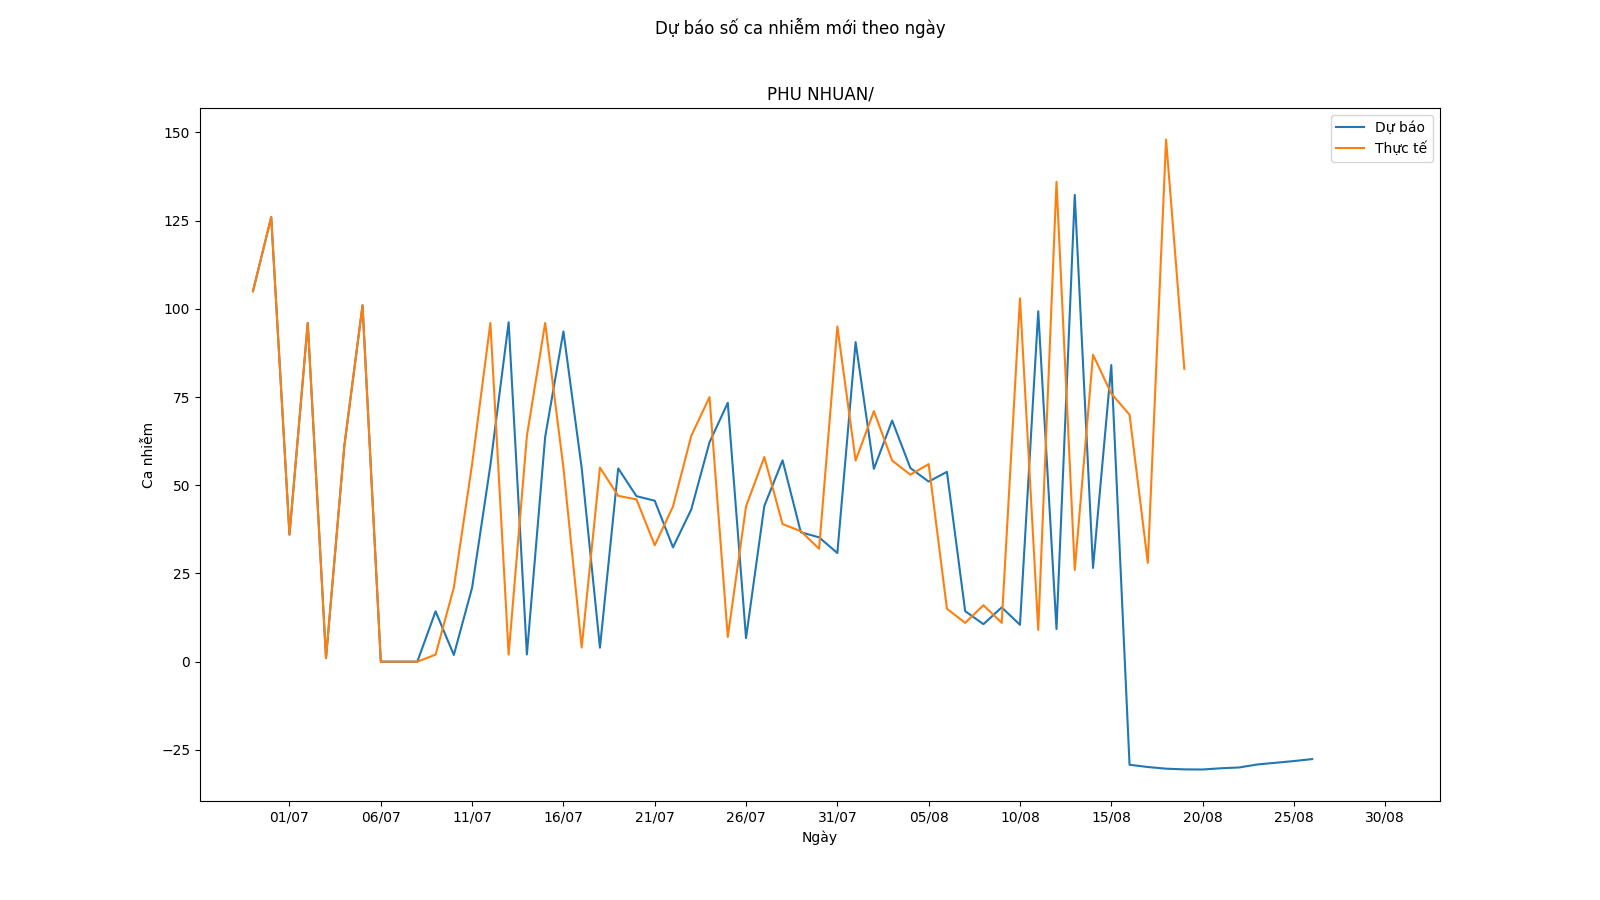 Dự báo số ca nhiễm mới theo ngày
PHU NHUAN/
Dự báo
Thực tế
150
125
100
75
50
25
0
−25
Ca nhiễm
01/07 06/07 11/07 16/07 21/07 26/07 31/07 05/08 10/08 15/08 20/08 25/08 30/08
Ngày